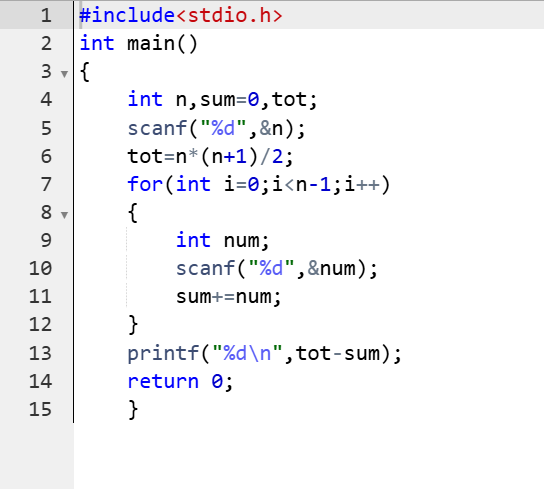 1 #include<stdio.h>
2 int main()
3 {
4     int n,sum=0,tot;
5     scanf("%d",&n);
6     tot=n*(n+1)/2;
7     for(int i=0;i<n-1;i++)
8     {
9         int num;
10         scanf("%d",&num);
11         sum+=num;
12     }
13     printf("%d\n",tot-sum);
14     return 0;
15     }